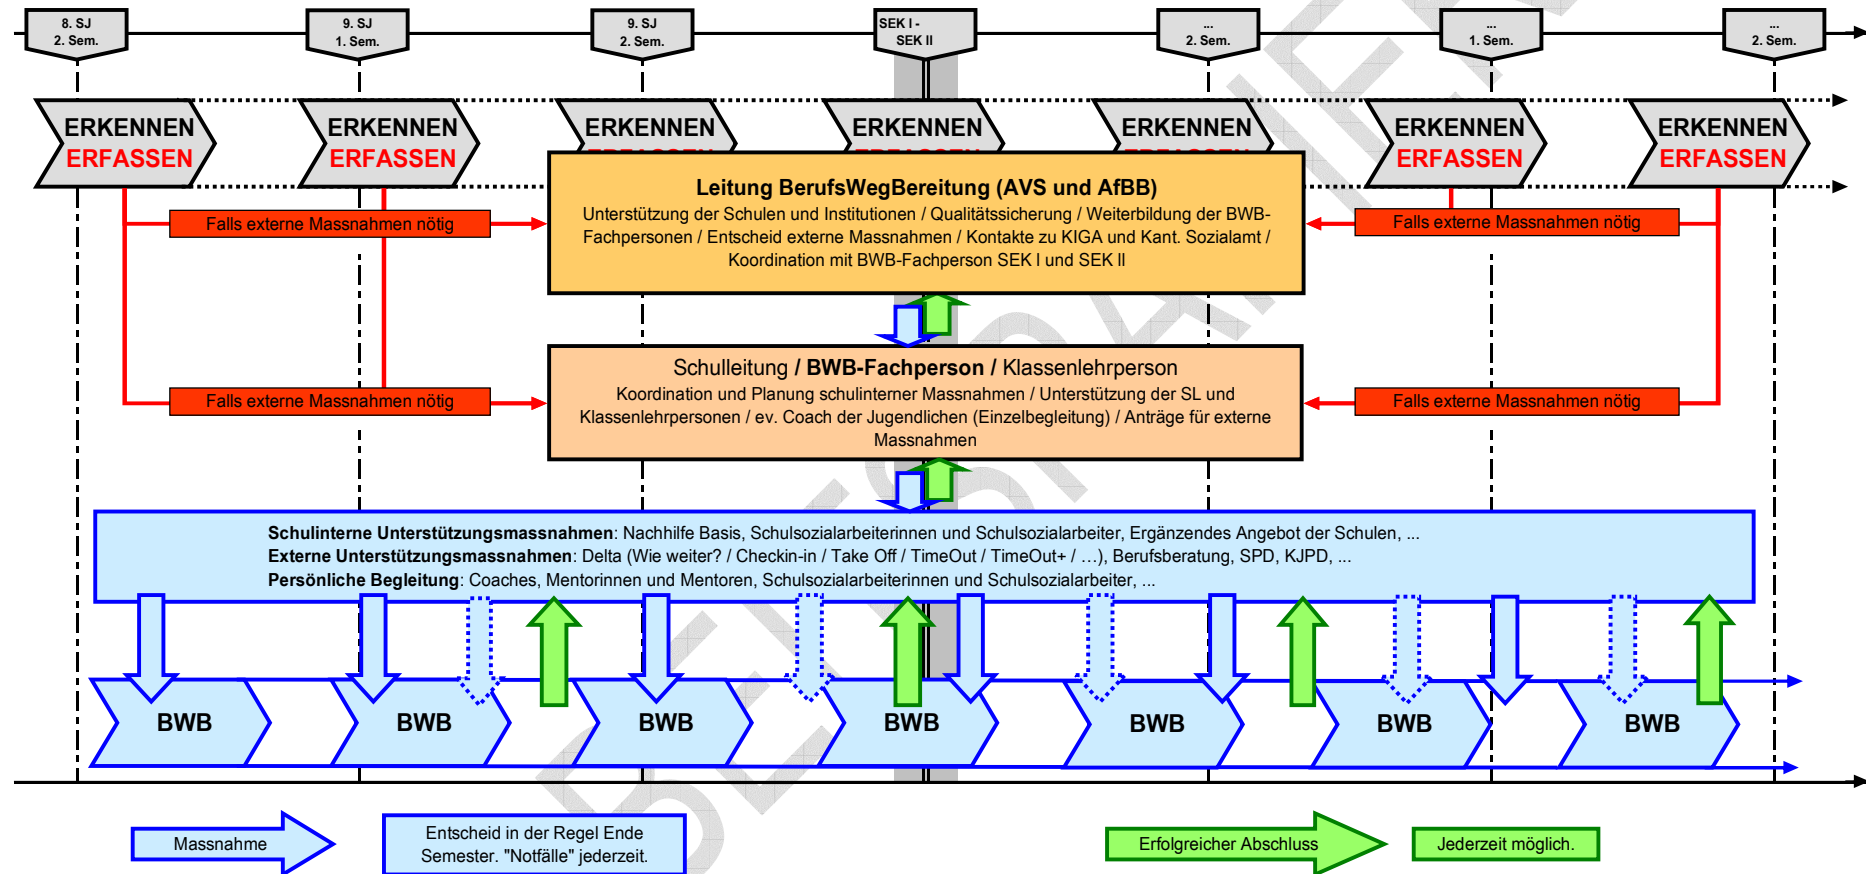 8. SJ
2. Sem.
9. SJ
1. Sem.
9. SJ
2. Sem.
SEK I -
SEK II
...
2. Sem.
...
1. Sem.
...
2. Sem.
ERKENNEN
ERFASSEN
ERKENNEN
ERFASSEN
ERKENNEN
ERFASSEN
ERKENNEN
ERFASSEN
ERKENNEN
ERFASSEN
ERKENNEN
ERFASSEN
ERKENNEN
ERFASSEN
Leitung BerufsWegBereitung (AVS und AfBB)
Unterstützung der Schulen und Institutionen / Qualitätssicherung / Weiterbildung der BWB-
Fachpersonen / Entscheid externe Massnahmen / Kontakte zu KIGA und Kant. Sozialamt /
Koordination mit BWB-Fachperson SEK I und SEK II
Falls externe Massnahmen nötig
Falls externe Massnahmen nötig
Schulleitung / BWB-Fachperson / Klassenlehrperson
Koordination und Planung schulinterner Massnahmen / Unterstützung der SL und
Klassenlehrpersonen / ev. Coach der Jugendlichen (Einzelbegleitung) / Anträge für externe
Massnahmen
Falls externe Massnahmen nötig
Falls externe Massnahmen nötig
Schulinterne Unterstützungsmassnahmen: Nachhilfe Basis, Schulsozialarbeiterinnen und Schulsozialarbeiter, Ergänzendes Angebot der Schulen, ...
Externe Unterstützungsmassnahmen: Delta (Wie weiter? / Checkin-in / Take Off / TimeOut / TimeOut+ / …), Berufsberatung, SPD, KJPD, ...
Persönliche Begleitung: Coaches, Mentorinnen und Mentoren, Schulsozialarbeiterinnen und Schulsozialarbeiter, ...
BWB
BWB
BWB
BWB
BWB
BWB
BWB
Massnahme
Entscheid in der Regel Ende
Semester. "Notfälle" jederzeit.
Erfolgreicher Abschluss
Jederzeit möglich.